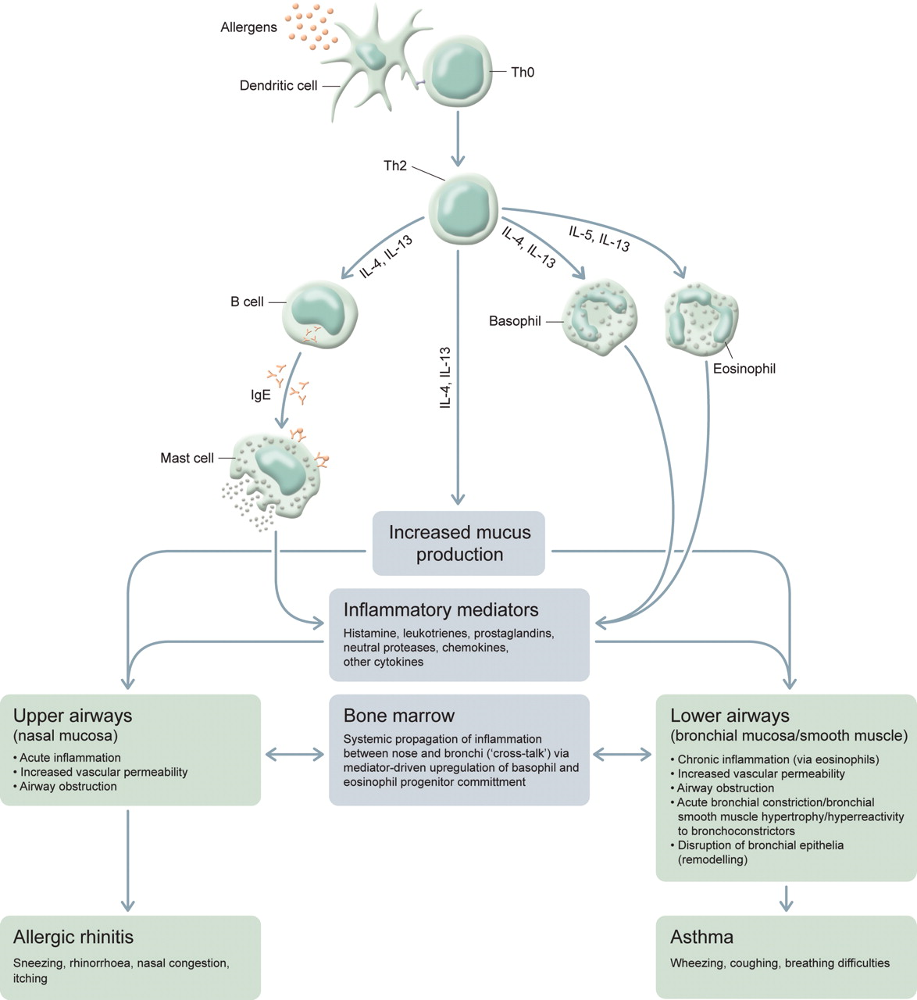 Allergens
Dendritic cell
Th0
Th2
IL-4, IL-13
IL-4, IL-13
IL-5, IL-13
B cell
Basophil
Eosinophil
IL-4, IL-13
IgE
Mast cell
Increased mucus
production
Inflammatory mediators
Histamine, leukotrienes, prostaglandins,
neutral proteases, chemokines,
other cytokines
Upper airways
(nasal mucosa)
• Acute inflammation
• Increased vascular permeability
• Airway obstruction
Bone marrow
Systemic propagation of inflammation
between nose and bronchi (‘cross-talk’) via
mediator-driven upregulation of basophil and
eosinophil progenitor committment
Lower airways
(bronchial mucosa/smooth muscle)
• Chronic inflammation (via eosinophils)
• Increased vascular permeability
• Airway obstruction
• Acute bronchial constriction/bronchial
smooth muscle hypertrophy/hyperreactivity
to bronchoconstrictors
• Disruption of bronchial epithelia
(remodelling)
Allergic rhinitis
Sneezing, rhinorrhoea, nasal congestion,
itching
Asthma
Wheezing, coughing, breathing difficulties